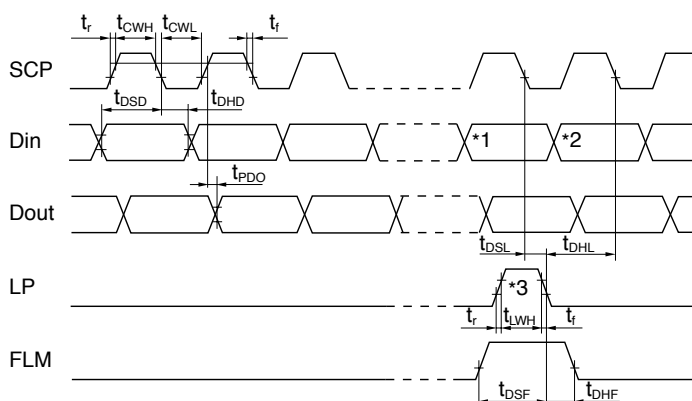 tr tCWH tCWL tf
SCP
tDSD tDHD
Din *1 *2
tPDO
Dout
tDSL tDHL
LP *3
tr tLWH tf
FLM
tDSF tDHF